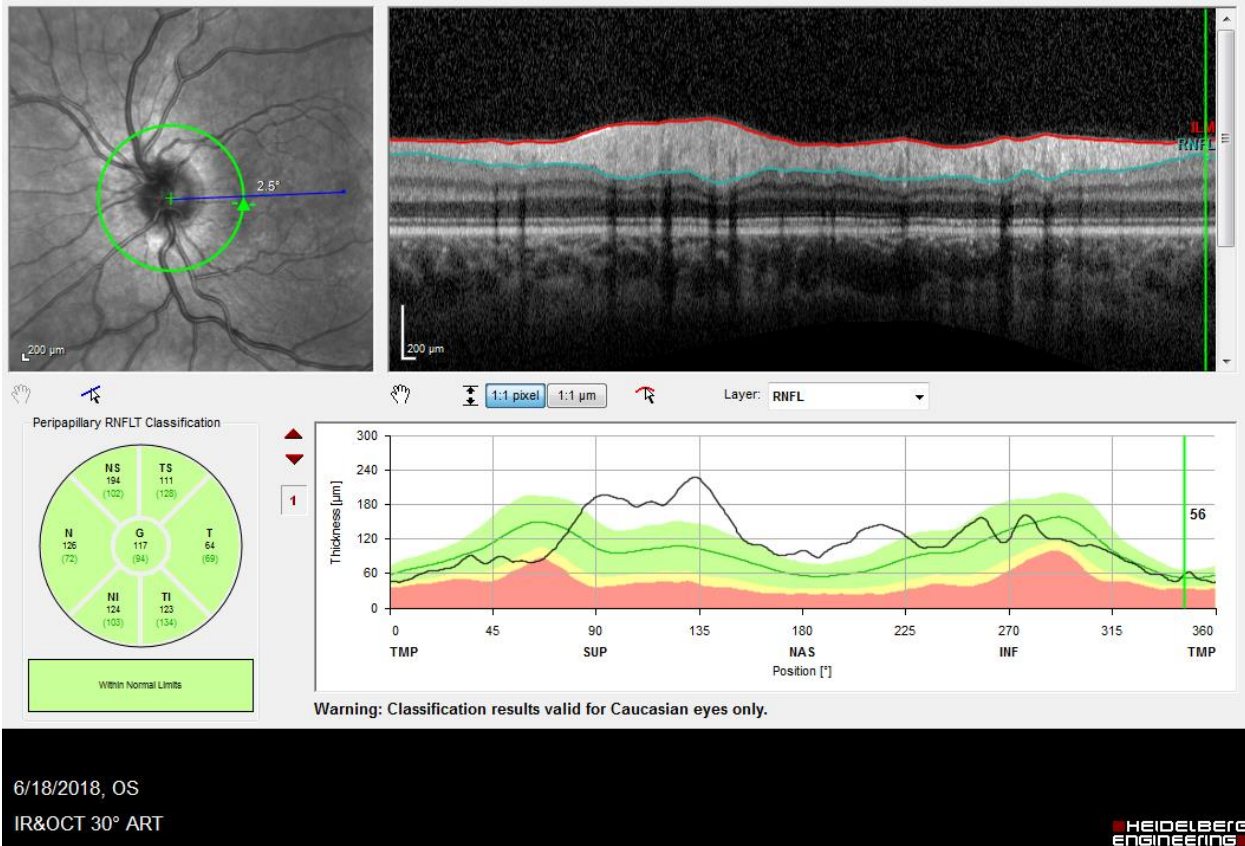 2.5°
200 µm
ILM
RNFL
200 µm
1:1 pixel
1:1 µm
Layer:
RNFL
Peripapillary RNFLT Classification
NS
194
(102)
TS
111
(128)
N
126
(72)
G
117
(94)
T
64
(69)
NI
124
(103)
TI
123
(134)
Within Normal Limits
1
Thickness [µm]
300
240
180
120
60
0
56
0 45 90 135 180 225 270 315 360
TMP SUP NAS INF TMP
Position [°]
Warning: Classification results valid for Caucasian eyes only.
6/18/2018, OS
IR&OCT 30° ART
HEIDELBERG
ENGINEERING